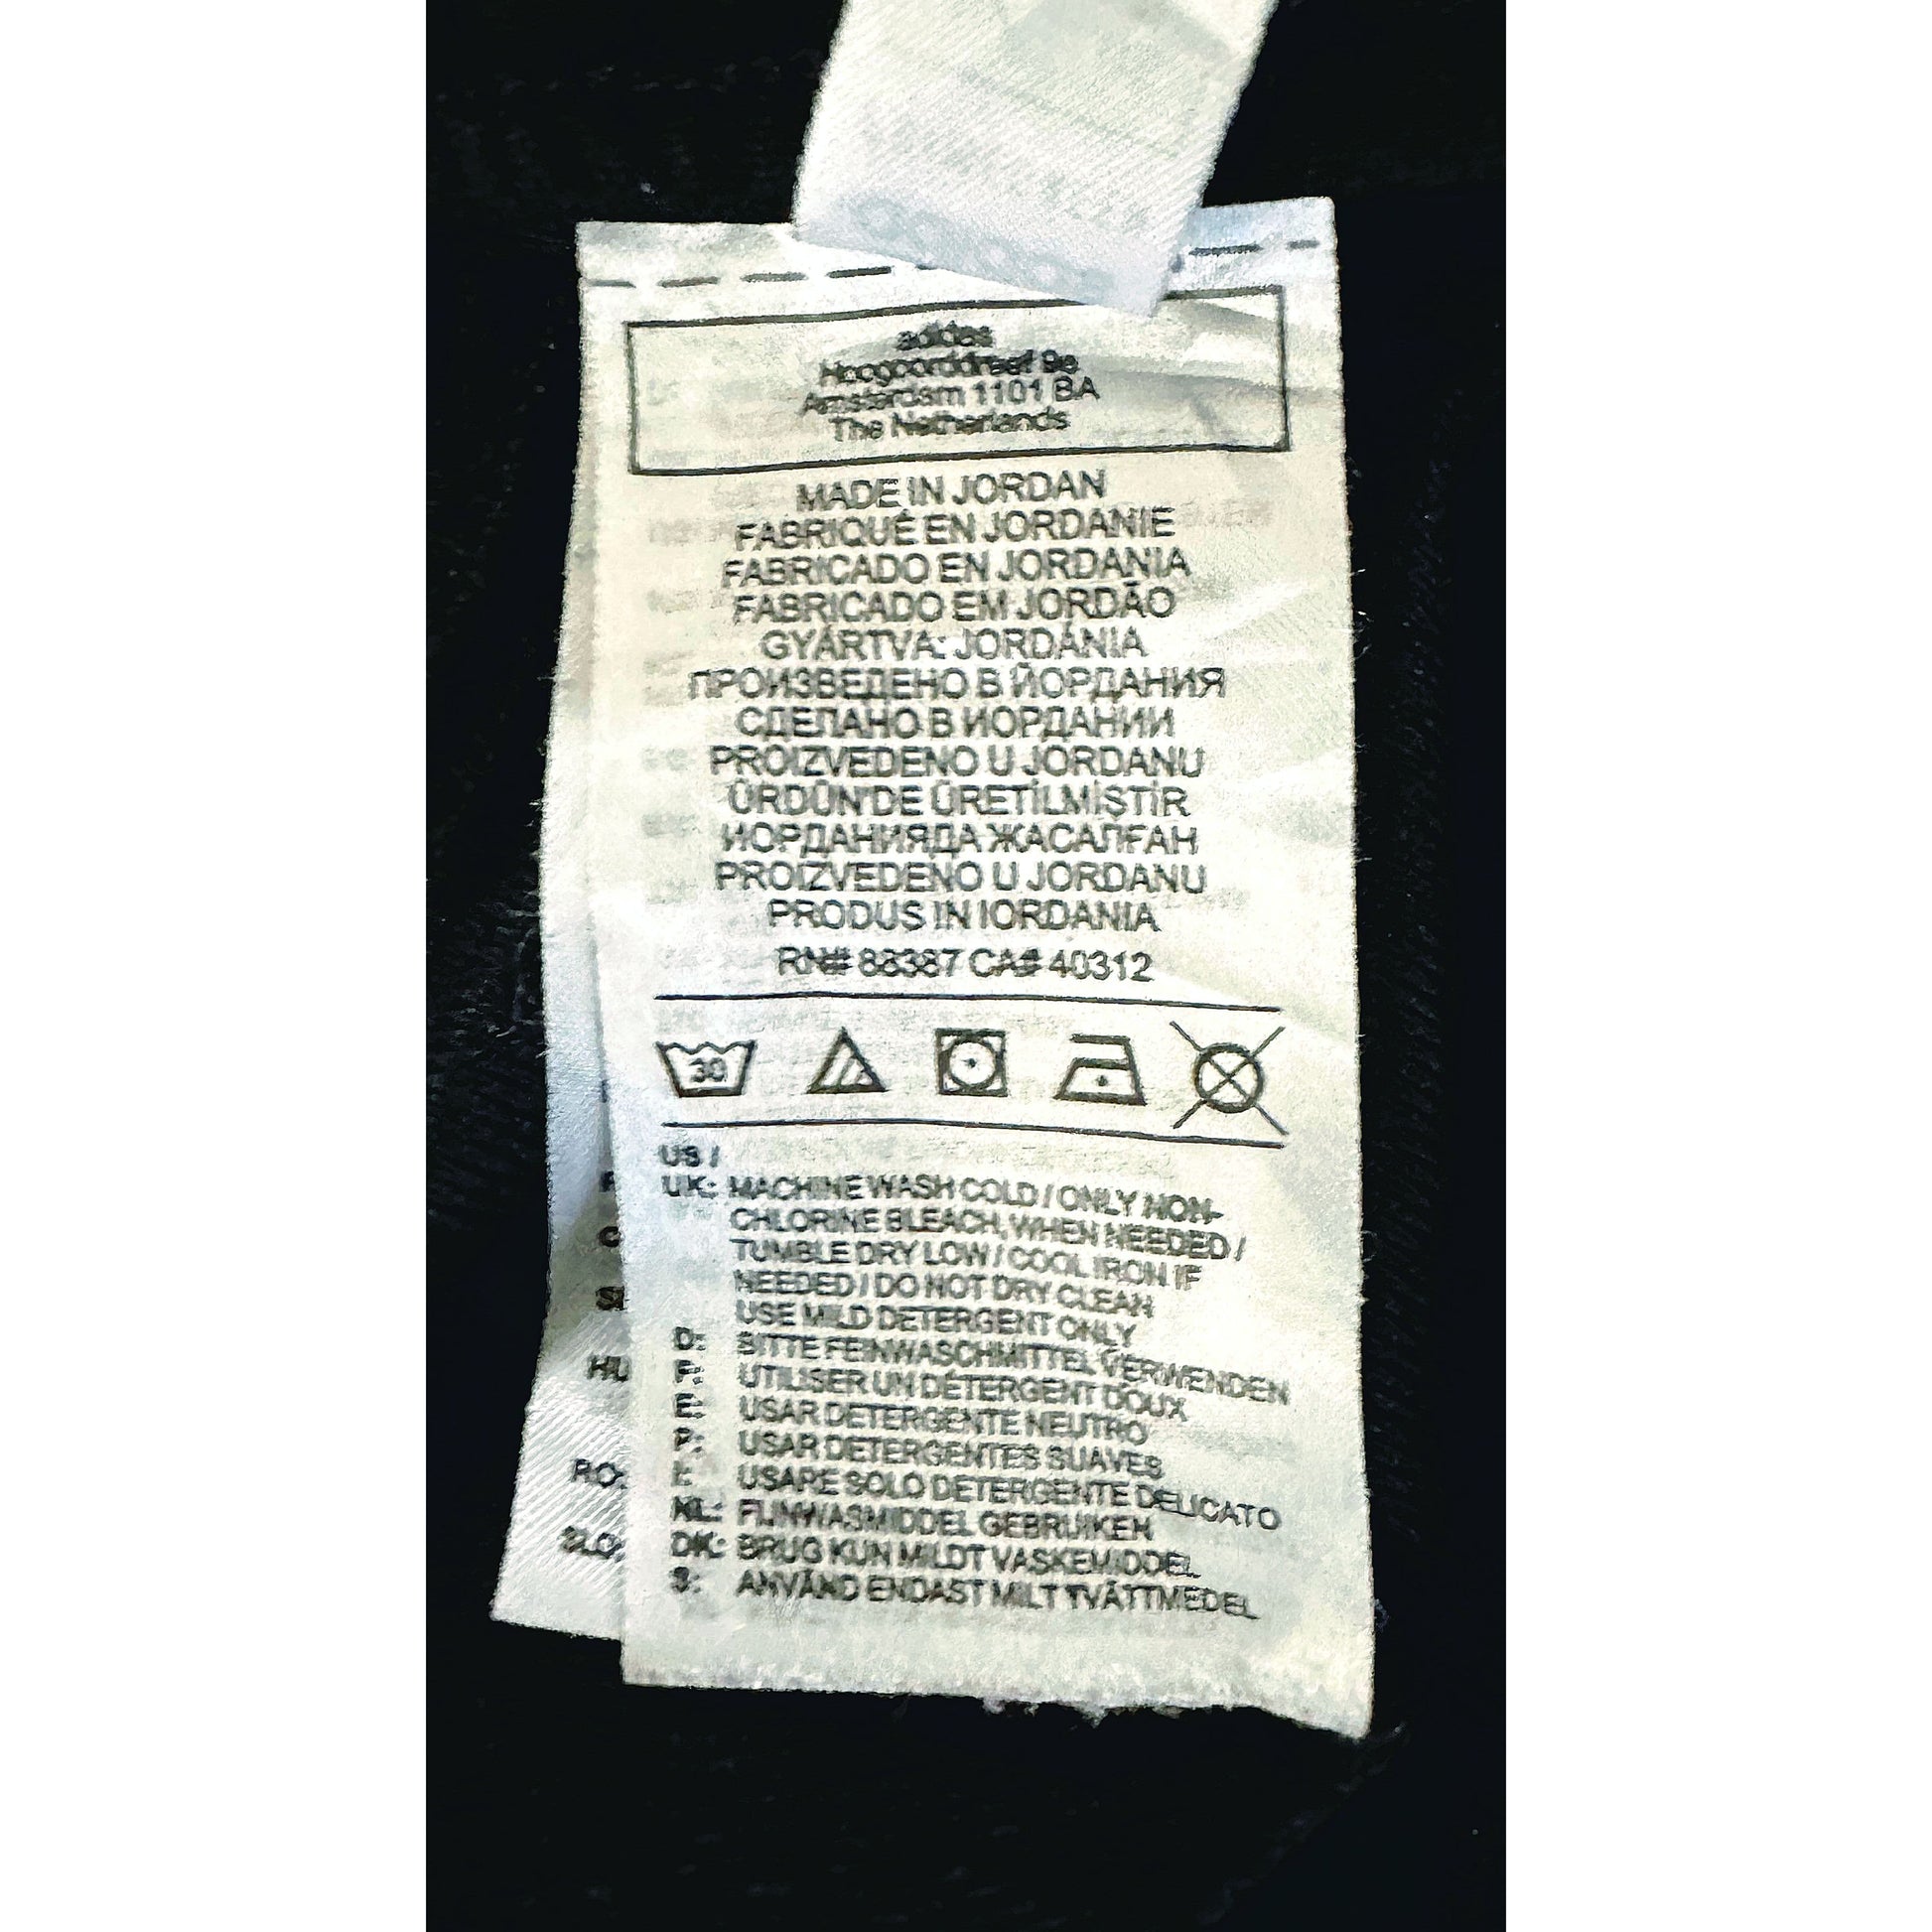 adidas
Hoogoorddreef 9a
Amsterdam 1101 BA
The Netherlands
MADE IN JORDAN
FABRIQUÉ EN JORDANIE
FABRICADO EN JORDANIA
FABRICADO EM JORDÃO
GYÁRTVA: JORDÁNIA
ПРОИЗВЕДЕНО В ЙОРДАНИЯ
СДЕЛАНО В ИОРДАНИИ
PROIZVEDENO U JORDANU
ÜRDÜN'DE ÜRETİLMİŞTİR
ИОРДАНИЯДА ЖАСАЛҒАН
PROIZVEDENO U JORDANU
PRODUS IN IORDANIA
RN# 88387 CA# 40312
30
US /
UK: MACHINE WASH COLD / ONLY NON-
CHLORINE BLEACH, WHEN NEEDED /
TUMBLE DRY LOW / COOL IRON IF
NEEDED / DO NOT DRY CLEAN
USE MILD DETERGENT ONLY
D: BITTE FEINWASCHMITTEL VERWENDEN
F: UTILISER UN DÉTERGENT DOUX
E: USAR DETERGENTE NEUTRO
P: USAR DETERGENTES SUAVES
I: USARE SOLO DETERGENTE DELICATO
NL: FIJNWASMIDDEL GEBRUIKEN
DK: BRUG KUN MILDT VASKEMIDDEL
S: ANVÄND ENDAST MILT TVÄTTMEDEL
HU
RO:
SLO: